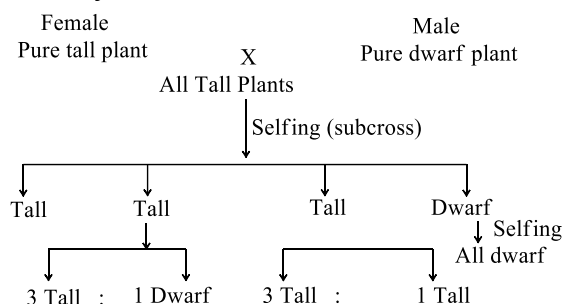 Female
Male
Pure tall plant
Pure dwarf plant
X
All Tall Plants
Selfing (subcross)
Tall Tall Tall Dwarf
Selfing
All dwarf
3 Tall : 1 Dwarf 3 Tall : 1 Tall